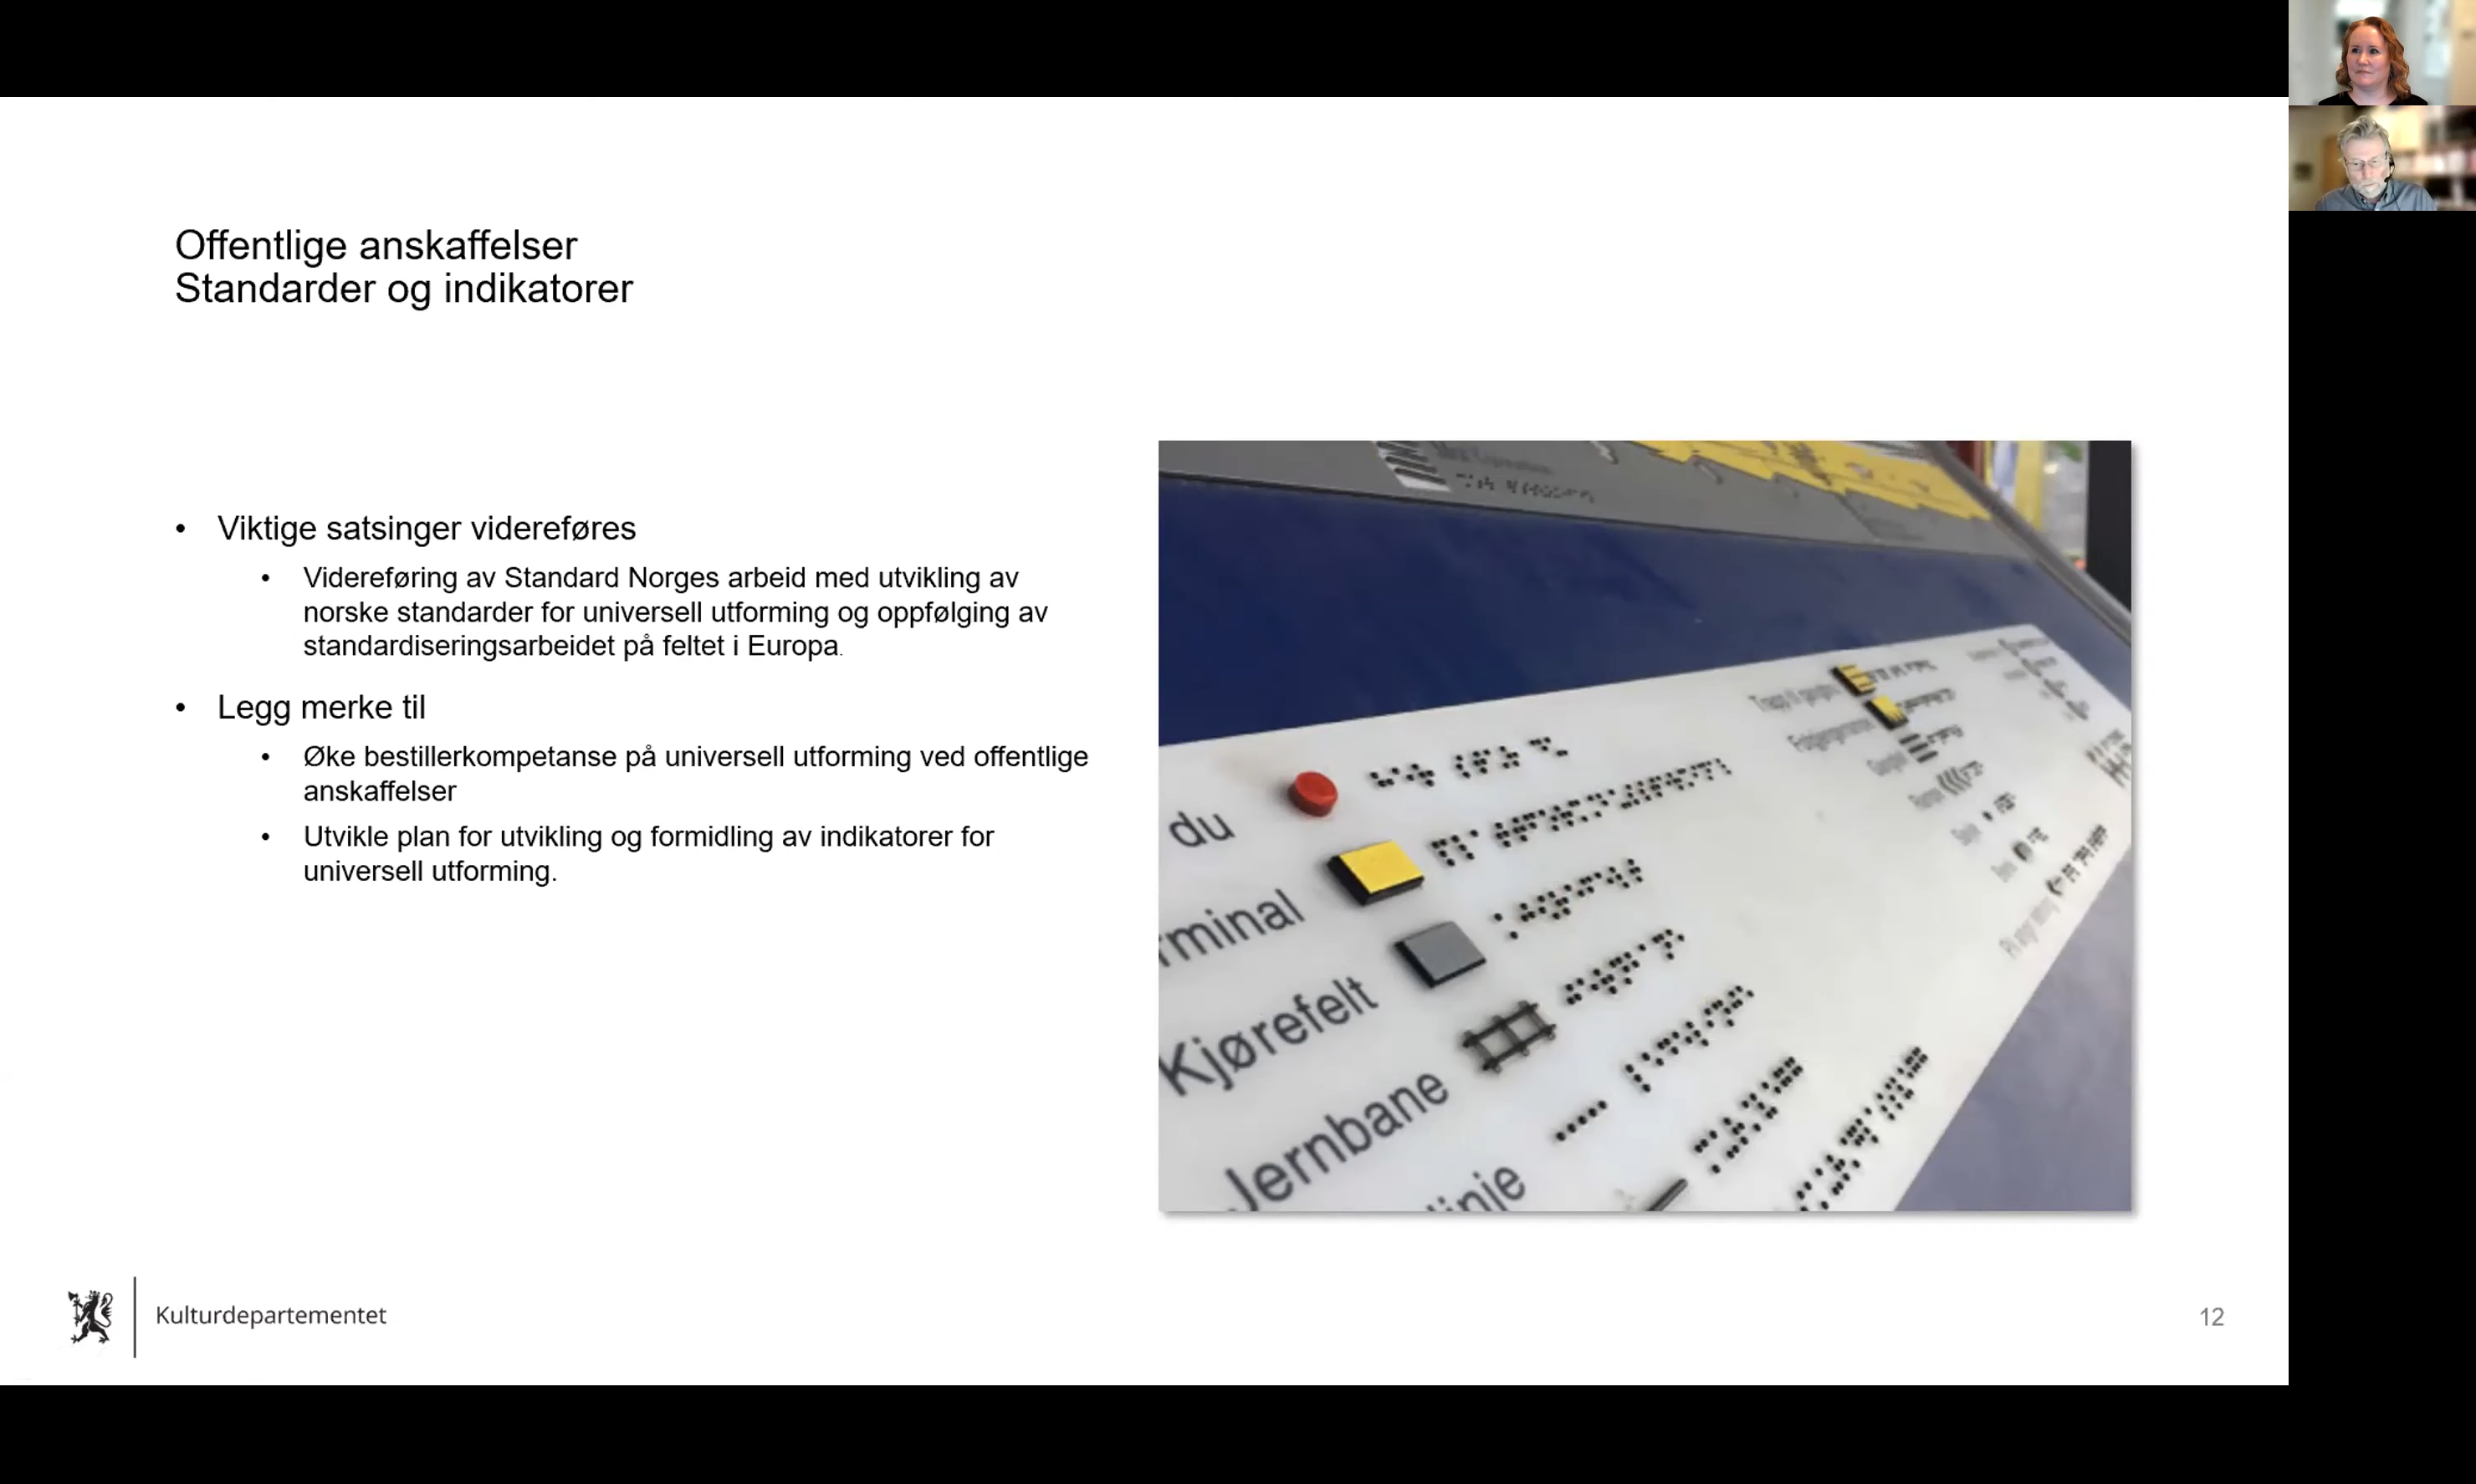 Offentlige anskaffelser
Standarder og indikatorer
• Viktige satsinger videreføres
• Videreføring av Standard Norges arbeid med utvikling av
norske standarder for universell utforming og oppfølging av
standardiseringsarbeidet på feltet i Europa.
• Legg merke til
• Øke bestillerkompetanse på universell utforming ved offentlige
anskaffelser
• Utvikle plan for utvikling og formidling av indikatorer for
universell utforming.
du
rminal
Kjørefelt
Jernbane
linje
Kulturdepartementet
12